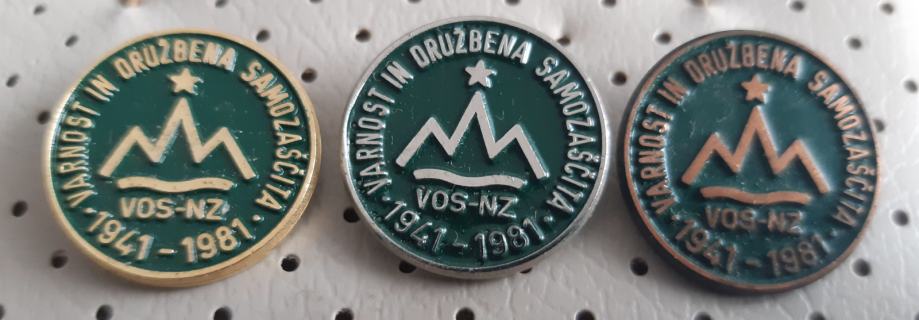 VARNOST IN DRUŽBENA SAMOZAŠČITA
VOS-NZ
· 1941 - 1981 ·
VARNOST IN DRUŽBENA SAMOZAŠČITA
VOS-NZ
· 1941 - 1981 ·
VARNOST IN DRUŽBENA SAMOZAŠČITA
VOS-NZ
· 1941 - 1981 ·